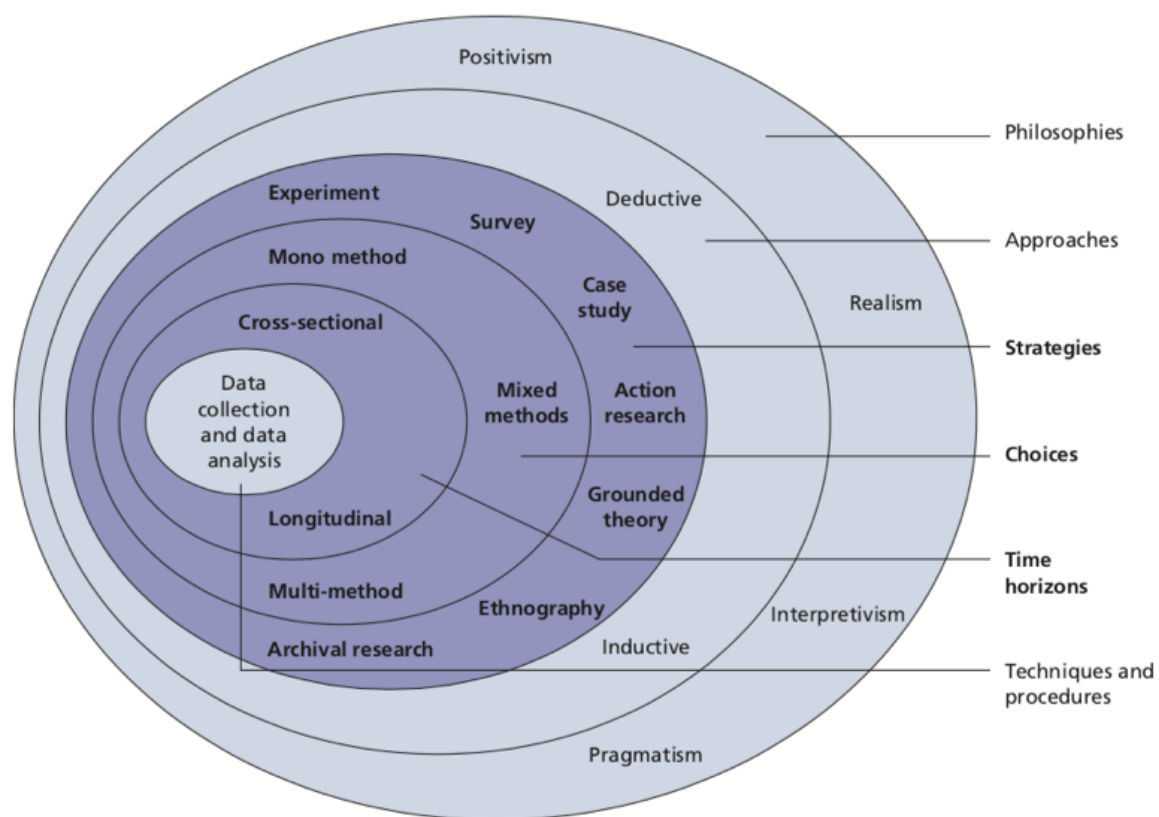 Positivism
Philosophies
Experiment
Deductive
Survey
Approaches
Mono method
Case
study
Realism
Cross-sectional
Strategies
Data
collection
and data
analysis
Mixed
methods
Action
research
Choices
Grounded
theory
Longitudinal
Time
horizons
Multi-method
Ethnography
Interpretivism
Archival research
Inductive
Techniques and
procedures
Pragmatism